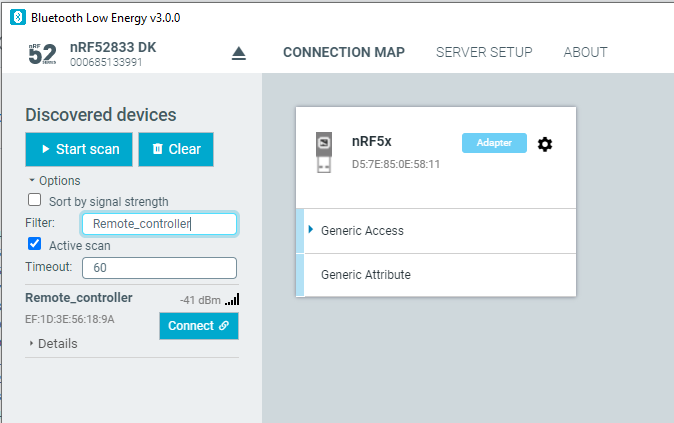 Bluetooth Low Energy v3.0.0
nRF
52
SERIES
nRF52833 DK
000685133991
CONNECTION MAP
SERVER SETUP
ABOUT
Discovered devices
Start scan
Clear
Options
Sort by signal strength
Filter:
Remote_controller
Active scan
Timeout:
60
Remote_controller
-41 dBm
EF:1D:3E:56:18:9A
Connect
Details
nRF5x
Adapter
D5:7E:85:0E:58:11
Generic Access
Generic Attribute